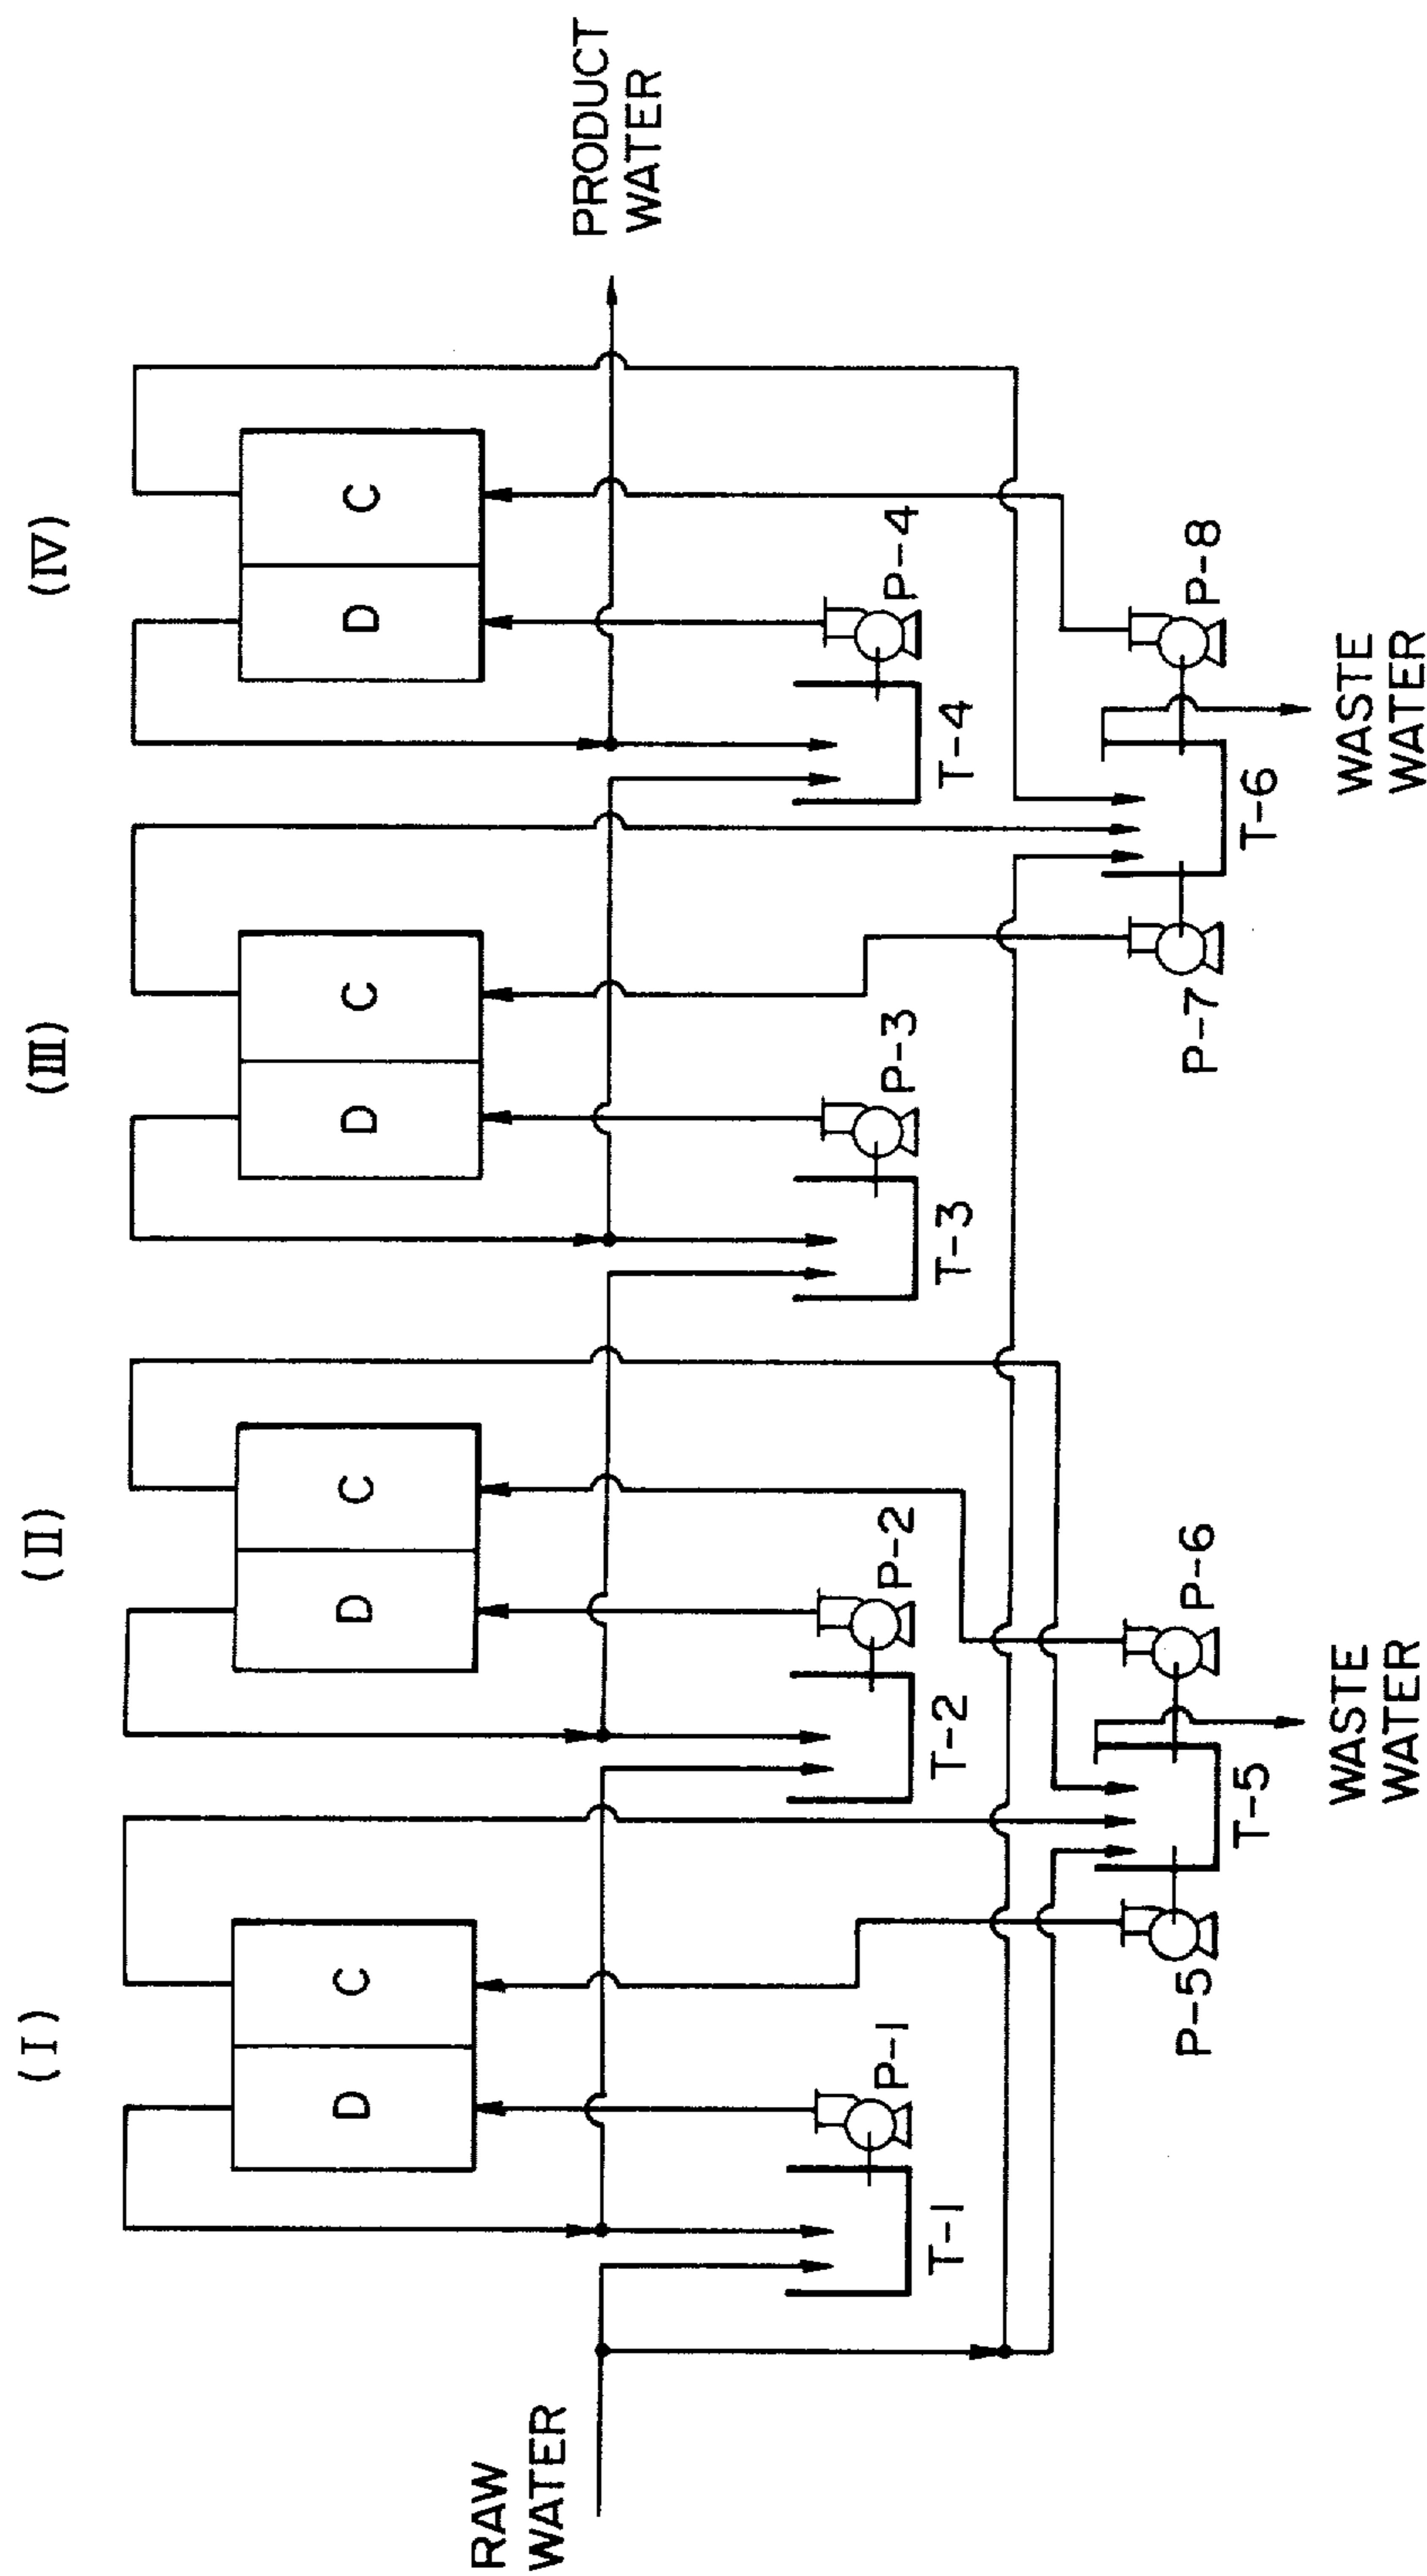 (I)
(II)
(III)
(IV)
D
C
D
C
D
C
D
C
RAW
WATER
PRODUCT
WATER
P-1
P-2
P-3
P-4
T-1
T-2
T-3
T-4
P-5
P-6
P-7
P-8
T-5
T-6
WASTE
WATER
WASTE
WATER